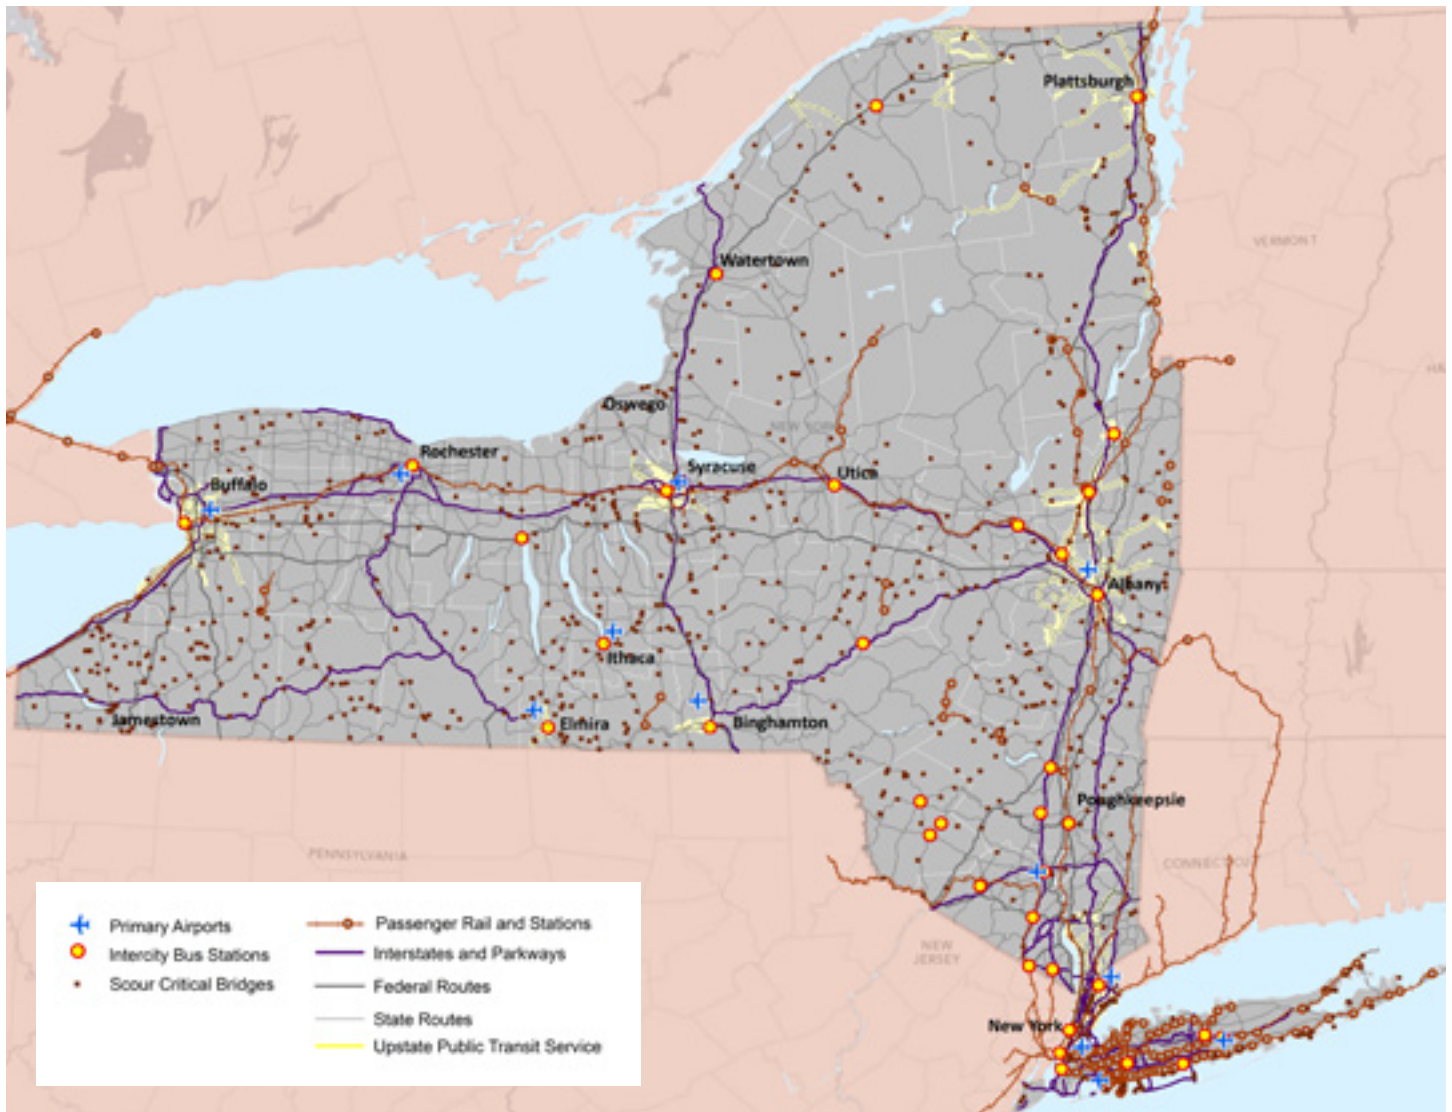 Plattsburgh
VERMONT
Watertown
Oswego
NEW YORK
Rochester
Syracuse
Utica
Buffalo
Albany
Ithaca
Jamestown
Elmira
Binghamton
Poughkeepsie
PENNSYLVANIA
CONNECTICUT
NEW
JERSEY
New York
Primary Airports
Intercity Bus Stations
Scour Critical Bridges
Passenger Rail and Stations
Interstates and Parkways
Federal Routes
State Routes
Upstate Public Transit Service